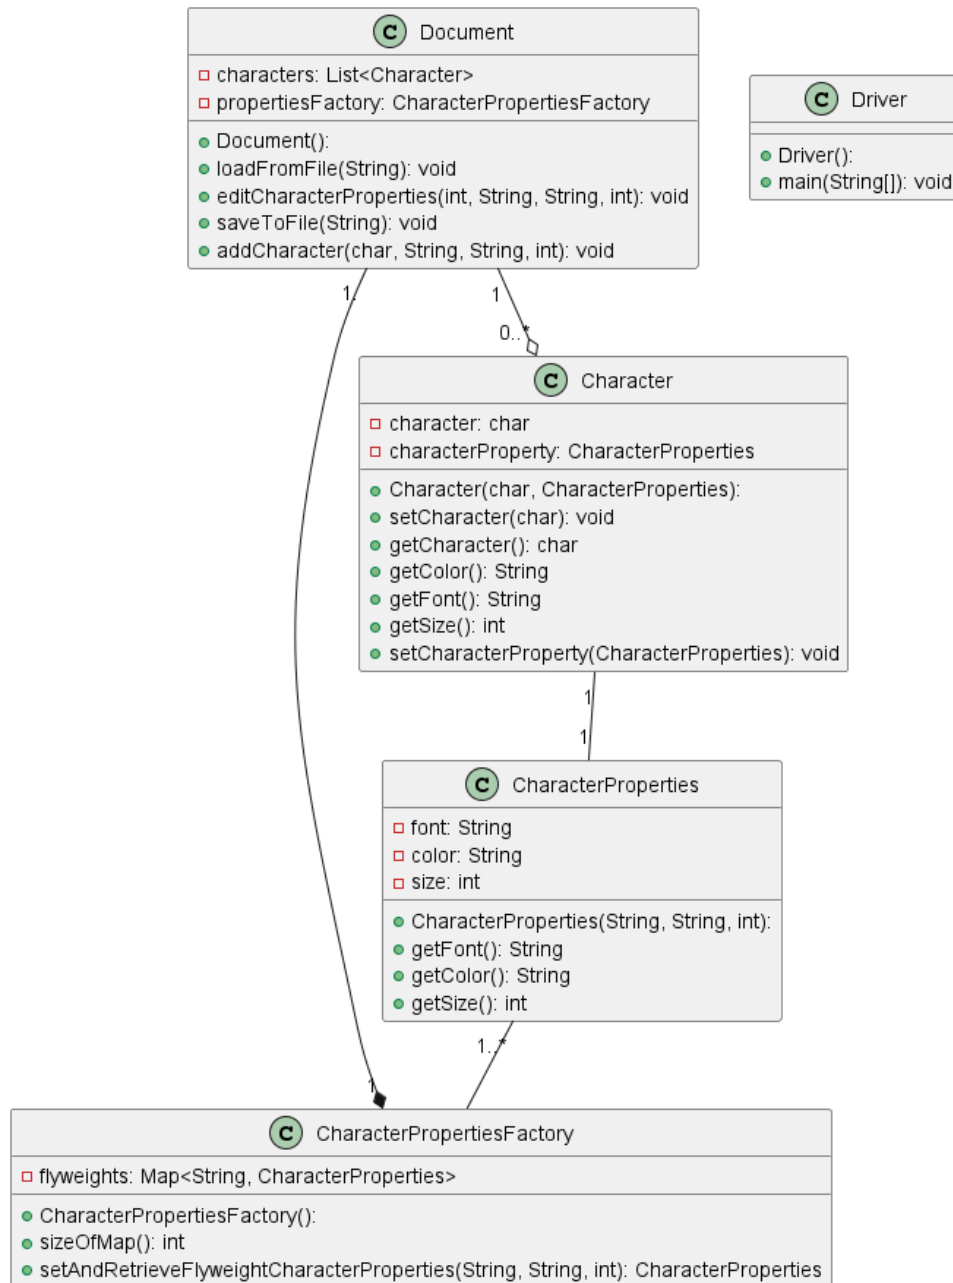 C Document
characters: List<Character>
propertiesFactory: CharacterPropertiesFactory
Document():
loadFromFile(String): void
editCharacterProperties(int, String, String, int): void
saveToFile(String): void
addCharacter(char, String, String, int): void
C Driver
Driver():
main(String[]): void
1.
1
0..*
C Character
character: char
characterProperty: CharacterProperties
Character(char, CharacterProperties):
setCharacter(char): void
getCharacter(): char
getColor(): String
getFont(): String
getSize(): int
setCharacterProperty(CharacterProperties): void
1
1
C CharacterProperties
font: String
color: String
size: int
CharacterProperties(String, String, int):
getFont(): String
getColor(): String
getSize(): int
1..*
1
C CharacterPropertiesFactory
flyweights: Map<String, CharacterProperties>
CharacterPropertiesFactory():
sizeOfMap(): int
setAndRetrieveFlyweightCharacterProperties(String, String, int): CharacterProperties